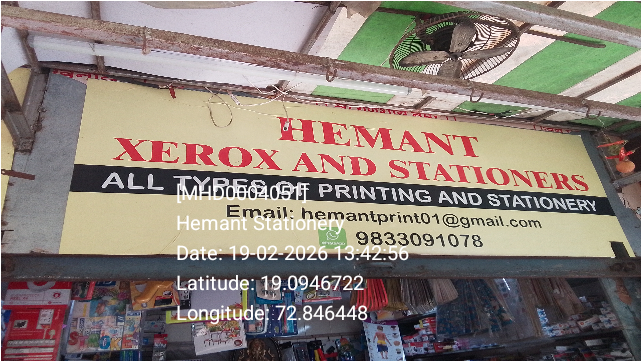 HEMANT
XEROX AND STATIONERS
ALL TYPES OF PRINTING AND STATIONERY
[MHD0004051]
Email: hemantprint01@gmail.com
Hemant Stationery
9833091078
Date: 19-02-2026 13:42:56
Latitude: 19.0946722
Longitude: 72.846448